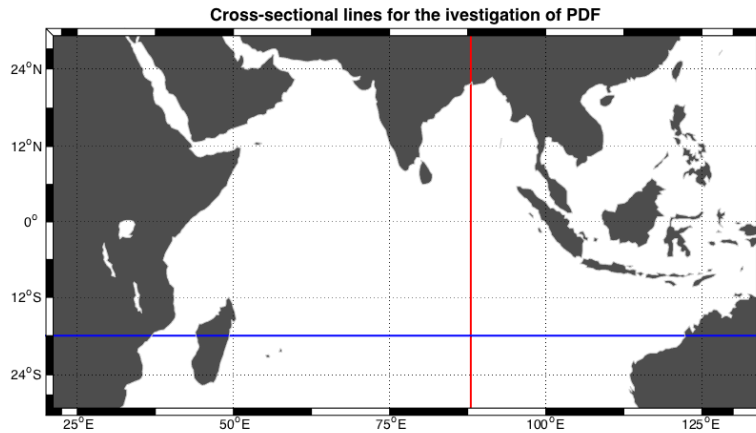 Cross-sectional lines for the ivestigation of PDF
24°N
12°N
0°
12°S
24°S
25°E 50°E 75°E 100°E 125°E